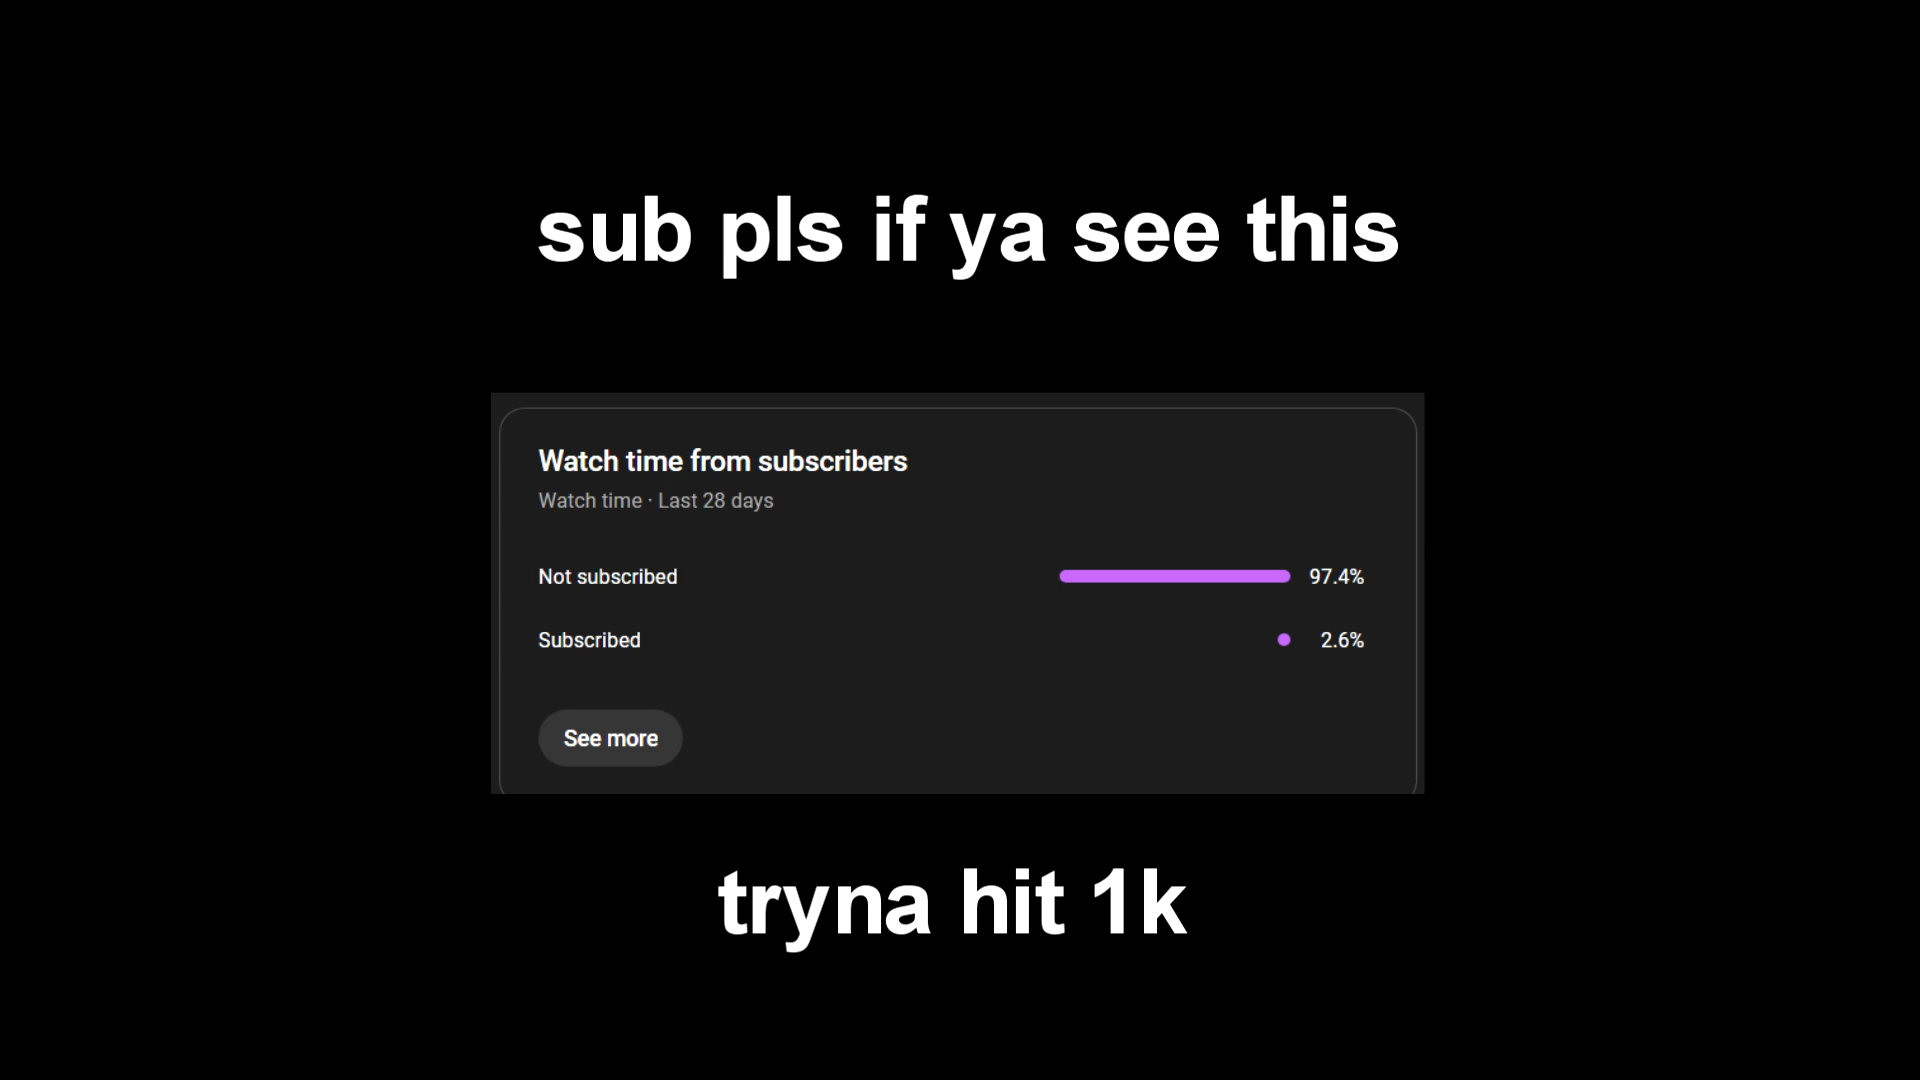 sub pls if ya see this
Watch time from subscribers
Watch time · Last 28 days
Not subscribed 97.4%
Subscribed 2.6%
See more
tryna hit 1k